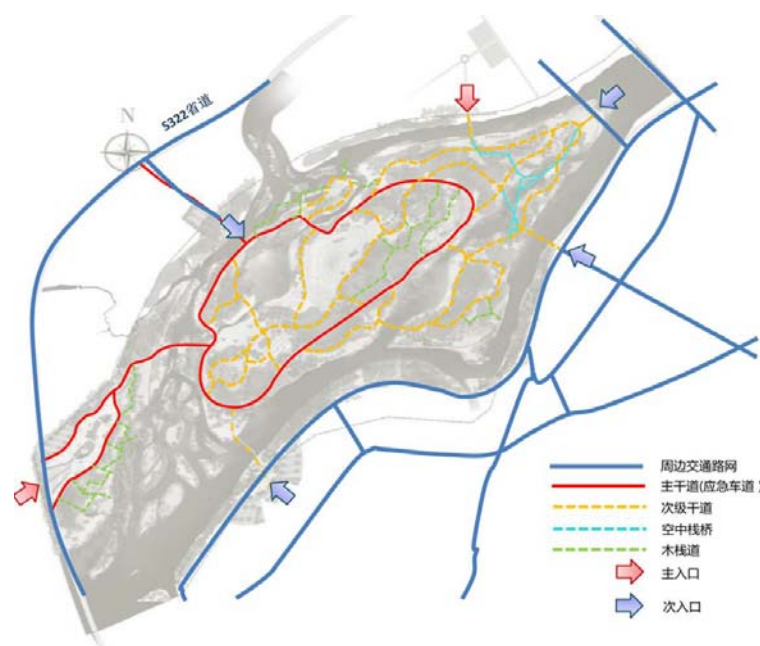 S322省道
N
周边交通路网
主干道(应急车道)
次级干道
空中栈桥
木栈道
主入口
次入口